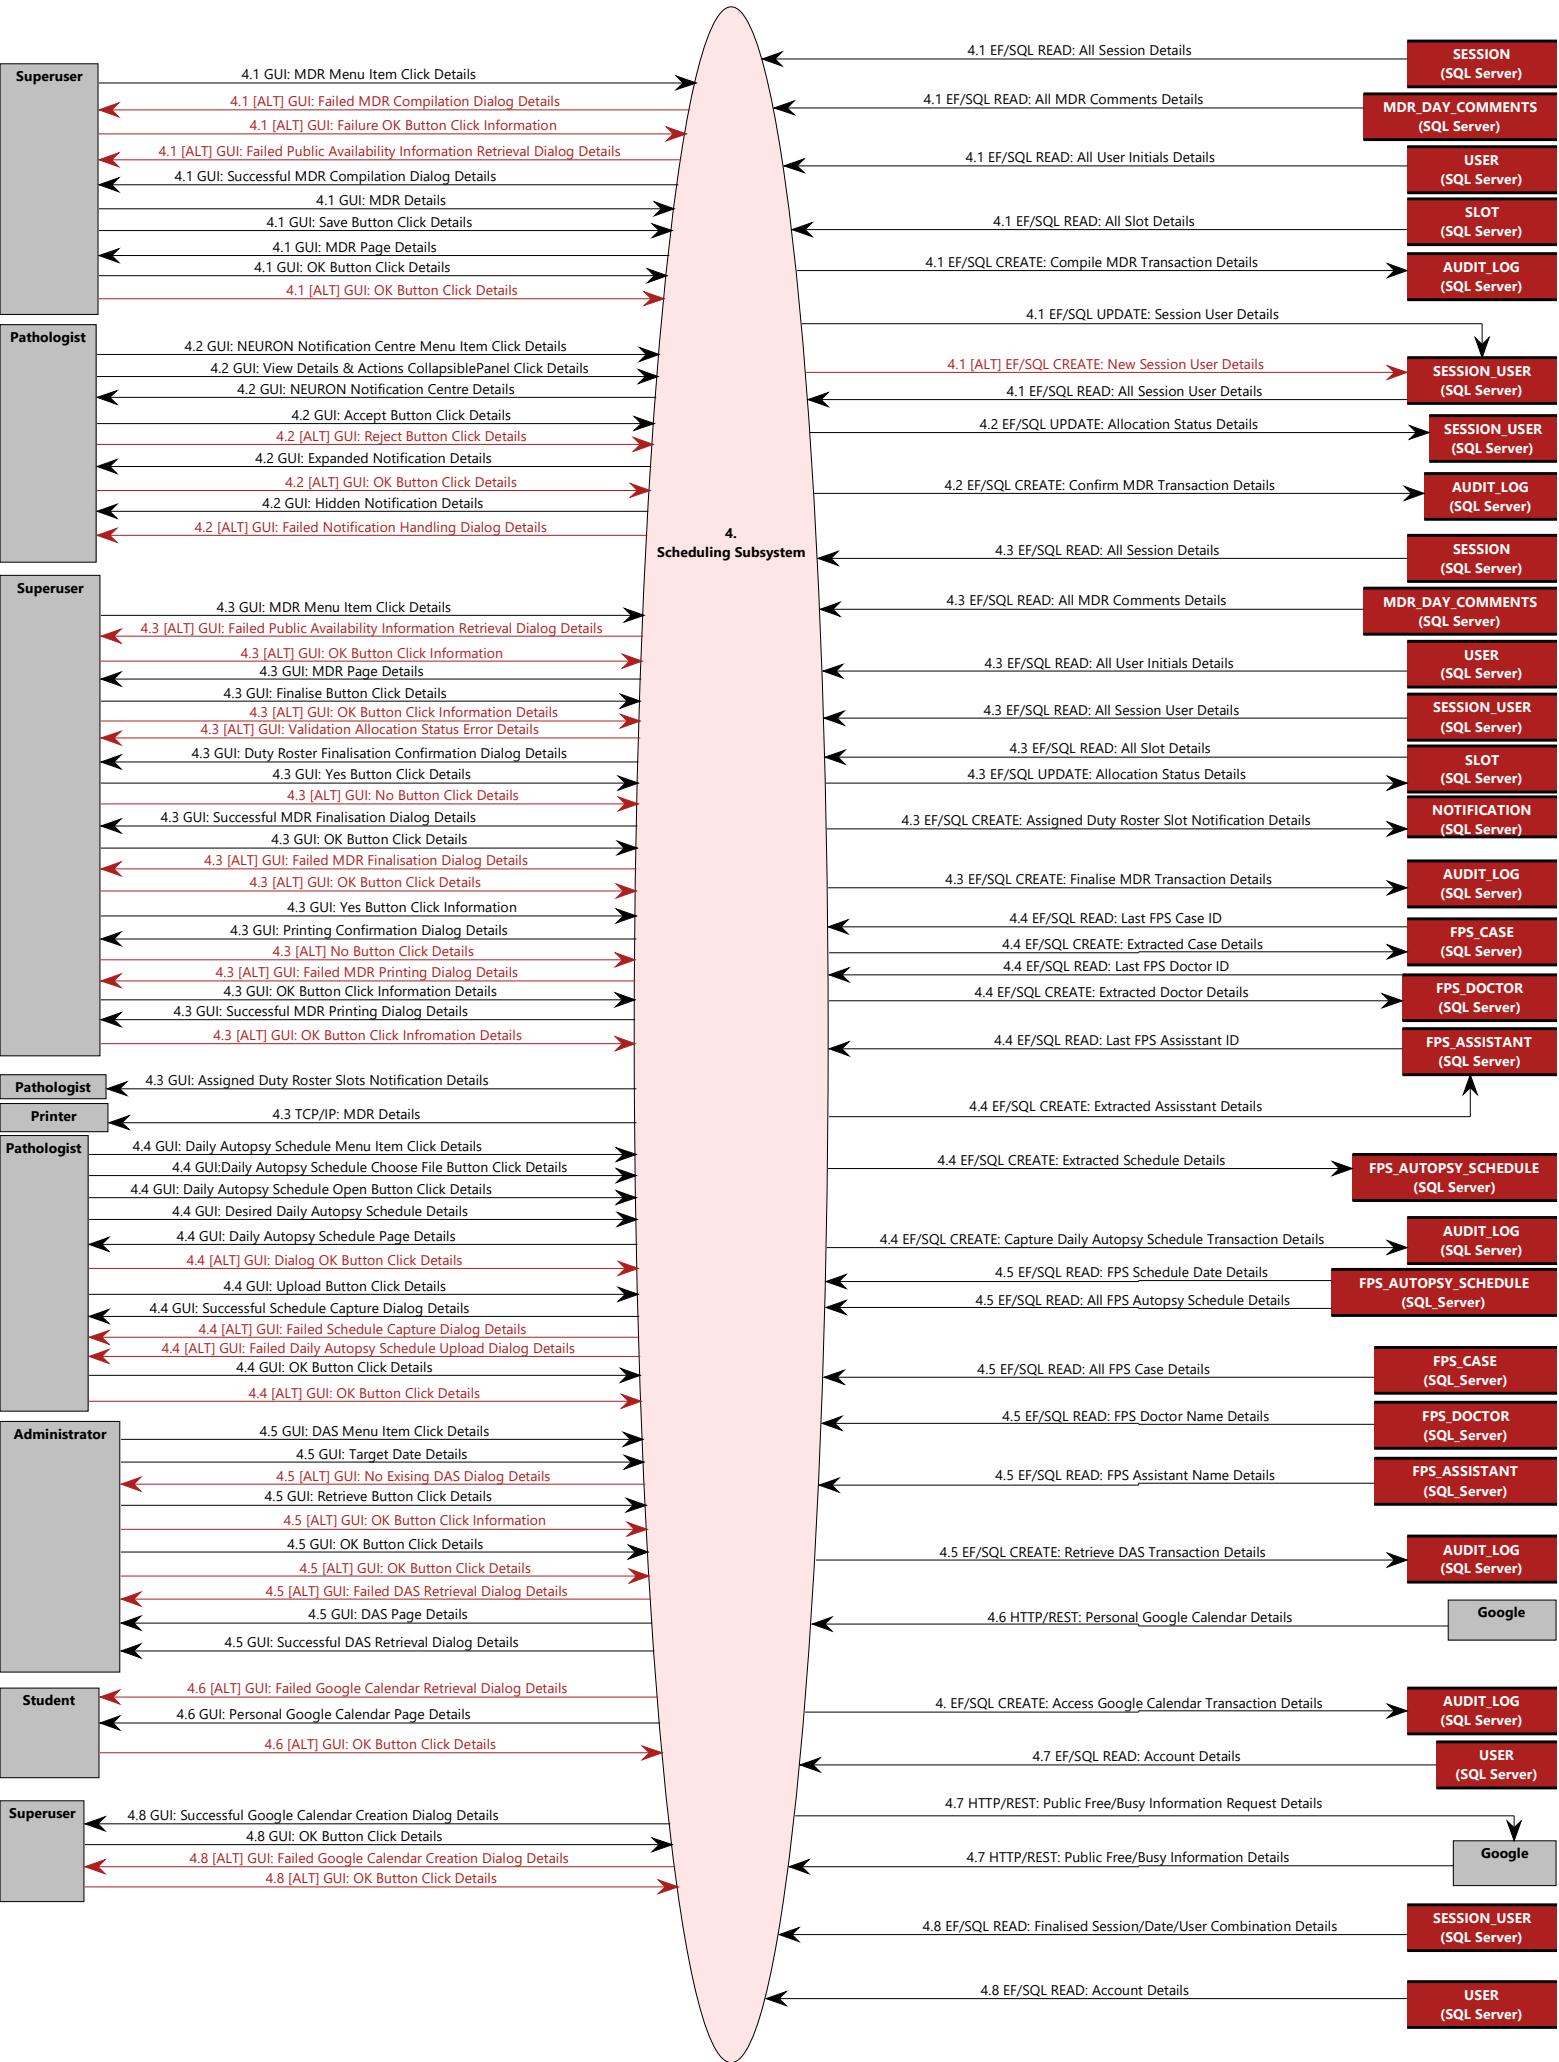 Superuser
4.1 GUI: MDR Menu Item Click Details
4.1 [ALT] GUI: Failed MDR Compilation Dialog Details
4.1 [ALT] GUI: Failure OK Button Click Information
4.1 [ALT] GUI: Failed Public Availability Information Retrieval Dialog Details
4.1 GUI: Successful MDR Compilation Dialog Details
4.1 GUI: MDR Details
4.1 GUI: Save Button Click Details
4.1 GUI: MDR Page Details
4.1 GUI: OK Button Click Details
4.1 [ALT] GUI: OK Button Click Details
Pathologist
4.2 GUI: NEURON Notification Centre Menu Item Click Details
4.2 GUI: View Details & Actions CollapsiblePanel Click Details
4.2 GUI: NEURON Notification Centre Details
4.2 GUI: Accept Button Click Details
4.2 [ALT] GUI: Reject Button Click Details
4.2 GUI: Expanded Notification Details
4.2 [ALT] GUI: OK Button Click Details
4.2 GUI: Hidden Notification Details
4.2 [ALT] GUI: Failed Notification Handling Dialog Details
Superuser
4.3 GUI: MDR Menu Item Click Details
4.3 [ALT] GUI: Failed Public Availability Information Retrieval Dialog Details
4.3 [ALT] GUI: OK Button Click Information
4.3 GUI: MDR Page Details
4.3 GUI: Finalise Button Click Details
4.3 [ALT] GUI: OK Button Click Information Details
4.3 [ALT] GUI: Validation Allocation Status Error Details
4.3 GUI: Duty Roster Finalisation Confirmation Dialog Details
4.3 GUI: Yes Button Click Details
4.3 [ALT] GUI: No Button Click Details
4.3 GUI: Successful MDR Finalisation Dialog Details
4.3 GUI: OK Button Click Details
4.3 [ALT] GUI: Failed MDR Finalisation Dialog Details
4.3 [ALT] GUI: OK Button Click Details
4.3 GUI: Yes Button Click Information
4.3 GUI: Printing Confirmation Dialog Details
4.3 [ALT] No Button Click Details
4.3 [ALT] GUI: Failed MDR Printing Dialog Details
4.3 GUI: OK Button Click Information Details
4.3 GUI: Successful MDR Printing Dialog Details
4.3 [ALT] GUI: OK Button Click Infromation Details
Pathologist
4.3 GUI: Assigned Duty Roster Slots Notification Details
Printer
4.3 TCP/IP: MDR Details
Pathologist
4.4 GUI: Daily Autopsy Schedule Menu Item Click Details
4.4 GUI:Daily Autopsy Schedule Choose File Button Click Details
4.4 GUI: Daily Autopsy Schedule Open Button Click Details
4.4 GUI: Desired Daily Autopsy Schedule Details
4.4 GUI: Daily Autopsy Schedule Page Details
4.4 [ALT] GUI: Dialog OK Button Click Details
4.4 GUI: Upload Button Click Details
4.4 GUI: Successful Schedule Capture Dialog Details
4.4 [ALT] GUI: Failed Schedule Capture Dialog Details
4.4 [ALT] GUI: Failed Daily Autopsy Schedule Upload Dialog Details
4.4 GUI: OK Button Click Details
4.4 [ALT] GUI: OK Button Click Details
Administrator
4.5 GUI: DAS Menu Item Click Details
4.5 GUI: Target Date Details
4.5 [ALT] GUI: No Exising DAS Dialog Details
4.5 GUI: Retrieve Button Click Details
4.5 [ALT] GUI: OK Button Click Information
4.5 GUI: OK Button Click Details
4.5 [ALT] GUI: OK Button Click Details
4.5 [ALT] GUI: Failed DAS Retrieval Dialog Details
4.5 GUI: DAS Page Details
4.5 GUI: Successful DAS Retrieval Dialog Details
Student
4.6 [ALT] GUI: Failed Google Calendar Retrieval Dialog Details
4.6 GUI: Personal Google Calendar Page Details
4.6 [ALT] GUI: OK Button Click Details
Superuser
4.8 GUI: Successful Google Calendar Creation Dialog Details
4.8 GUI: OK Button Click Details
4.8 [ALT] GUI: Failed Google Calendar Creation Dialog Details
4.8 [ALT] GUI: OK Button Click Details
4.
Scheduling Subsystem
4.1 EF/SQL READ: All Session Details
SESSION
(SQL Server)
4.1 EF/SQL READ: All MDR Comments Details
MDR_DAY_COMMENTS
(SQL Server)
4.1 EF/SQL READ: All User Initials Details
USER
(SQL Server)
4.1 EF/SQL READ: All Slot Details
SLOT
(SQL Server)
4.1 EF/SQL CREATE: Compile MDR Transaction Details
AUDIT_LOG
(SQL Server)
4.1 EF/SQL UPDATE: Session User Details
4.1 [ALT] EF/SQL CREATE: New Session User Details
4.1 EF/SQL READ: All Session User Details
SESSION_USER
(SQL Server)
4.2 EF/SQL UPDATE: Allocation Status Details
SESSION_USER
(SQL Server)
4.2 EF/SQL CREATE: Confirm MDR Transaction Details
AUDIT_LOG
(SQL Server)
4.3 EF/SQL READ: All Session Details
SESSION
(SQL Server)
4.3 EF/SQL READ: All MDR Comments Details
MDR_DAY_COMMENTS
(SQL Server)
4.3 EF/SQL READ: All User Initials Details
USER
(SQL Server)
4.3 EF/SQL READ: All Session User Details
SESSION_USER
(SQL Server)
4.3 EF/SQL READ: All Slot Details
SLOT
(SQL Server)
4.3 EF/SQL UPDATE: Allocation Status Details
NOTIFICATION
(SQL Server)
4.3 EF/SQL CREATE: Assigned Duty Roster Slot Notification Details
4.3 EF/SQL CREATE: Finalise MDR Transaction Details
AUDIT_LOG
(SQL Server)
4.4 EF/SQL READ: Last FPS Case ID
4.4 EF/SQL CREATE: Extracted Case Details
FPS_CASE
(SQL Server)
4.4 EF/SQL READ: Last FPS Doctor ID
4.4 EF/SQL CREATE: Extracted Doctor Details
FPS_DOCTOR
(SQL Server)
4.4 EF/SQL READ: Last FPS Assisstant ID
FPS_ASSISTANT
(SQL Server)
4.4 EF/SQL CREATE: Extracted Assisstant Details
4.4 EF/SQL CREATE: Extracted Schedule Details
FPS_AUTOPSY_SCHEDULE
(SQL Server)
4.4 EF/SQL CREATE: Capture Daily Autopsy Schedule Transaction Details
AUDIT_LOG
(SQL Server)
4.5 EF/SQL READ: FPS Schedule Date Details
4.5 EF/SQL READ: All FPS Autopsy Schedule Details
FPS_AUTOPSY_SCHEDULE
(SQL_Server)
4.5 EF/SQL READ: All FPS Case Details
FPS_CASE
(SQL_Server)
4.5 EF/SQL READ: FPS Doctor Name Details
FPS_DOCTOR
(SQL_Server)
4.5 EF/SQL READ: FPS Assistant Name Details
FPS_ASSISTANT
(SQL_Server)
4.5 EF/SQL CREATE: Retrieve DAS Transaction Details
AUDIT_LOG
(SQL Server)
4.6 HTTP/REST: Personal Google Calendar Details
Google
4. EF/SQL CREATE: Access Google Calendar Transaction Details
AUDIT_LOG
(SQL Server)
4.7 EF/SQL READ: Account Details
USER
(SQL Server)
4.7 HTTP/REST: Public Free/Busy Information Request Details
4.7 HTTP/REST: Public Free/Busy Information Details
Google
4.8 EF/SQL READ: Finalised Session/Date/User Combination Details
SESSION_USER
(SQL Server)
4.8 EF/SQL READ: Account Details
USER
(SQL Server)